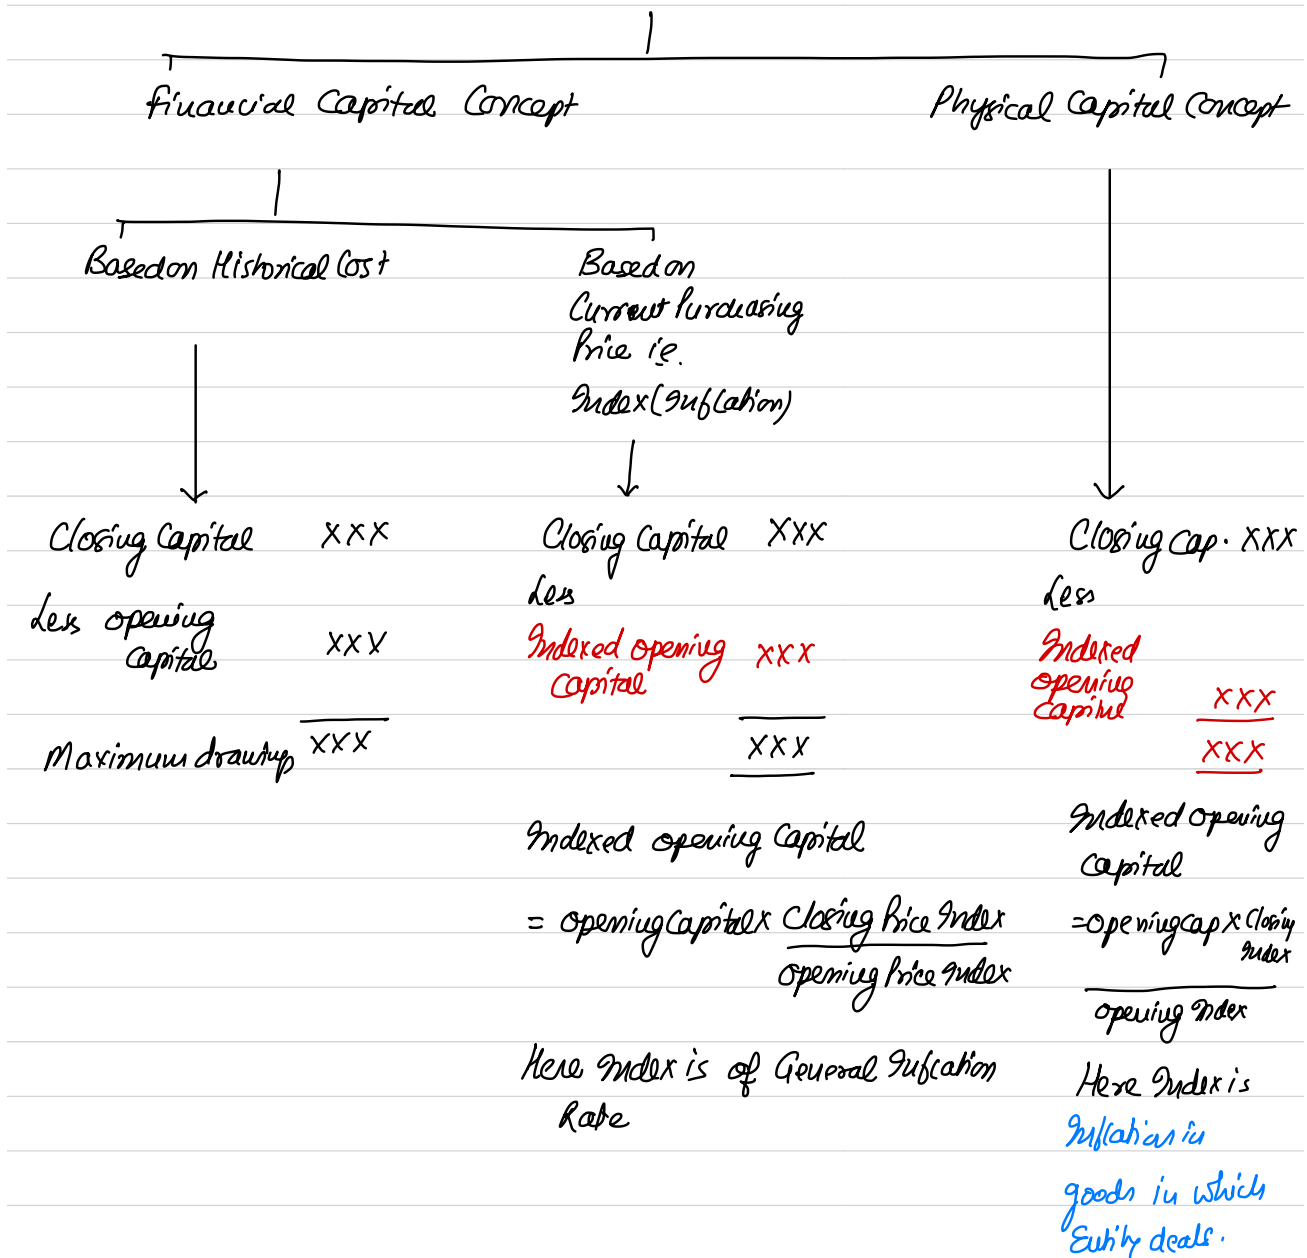 Financial Capital Concept
Physical Capital Concept
Based on Historical Cost
Based on
Current Purchasing
Price i.e.
Index (Inflation)
Closing Capital XXX
Less opening
Capital XXX
Maximum drawings XXX
Closing Capital XXX
Less
Indexed opening
Capital XXX
XXX
Indexed opening Capital
= opening Capital x Closing Price Index
opening Price Index
Here Index is of General Inflation
Rate
Closing Cap. XXX
Less
Indexed
opening
Capital XXX
XXX
Indexed opening
Capital
= opening cap x Closing
Index
opening Index
Here Index is
Inflation in
goods in which
Entity deals.